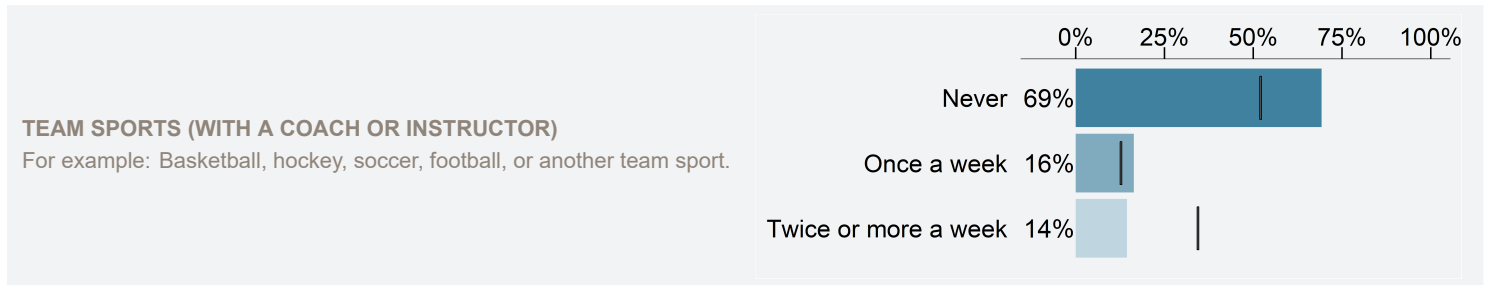 0% 25% 50% 75% 100%
Never 69%
TEAM SPORTS (WITH A COACH OR INSTRUCTOR)
For example: Basketball, hockey, soccer, football, or another team sport.
Once a week 16%
Twice or more a week 14%